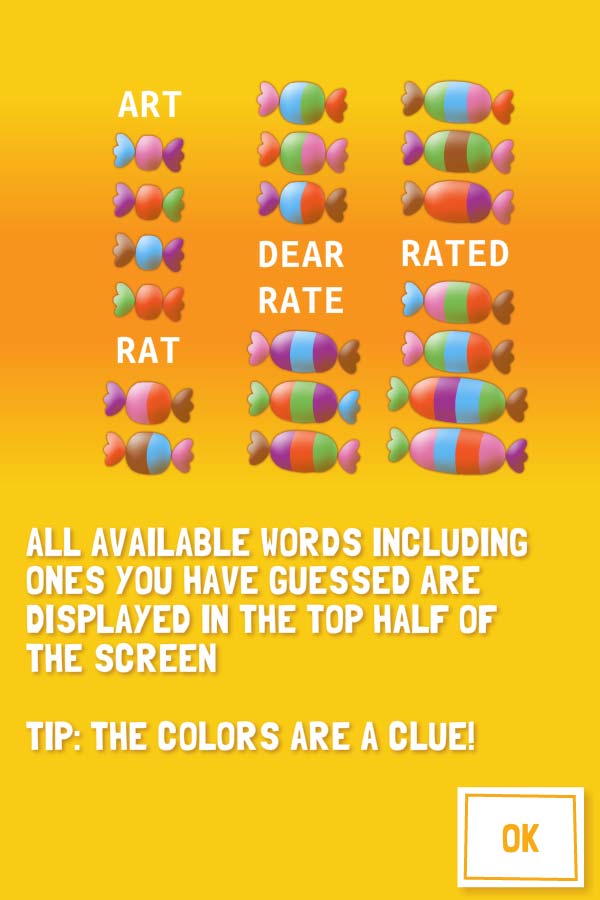 ART
RAT
DEAR
RATE
RATED
ALL AVAILABLE WORDS INCLUDING
ONES YOU HAVE GUESSED ARE
DISPLAYED IN THE TOP HALF OF
THE SCREEN
TIP: THE COLORS ARE A CLUE!
OK